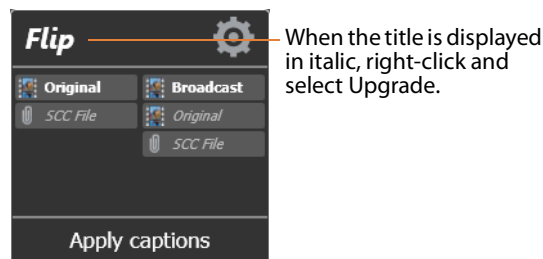 Flip
When the title is displayed
in italic, right-click and
select Upgrade.
Original
Broadcast
SCC File
Original
SCC File
Apply captions